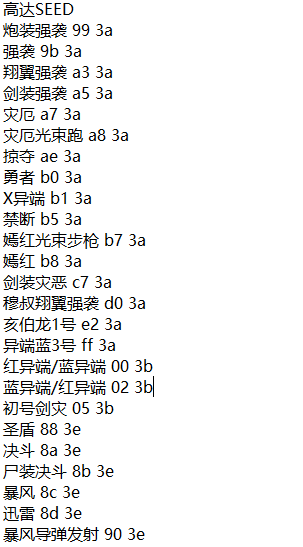 高达SEED
炮装强袭 99 3a
强袭 9b 3a
翔翼强袭 a3 3a
剑装强袭 a5 3a
灾厄 a7 3a
灾厄光束跑 a8 3a
掠夺 ae 3a
勇者 b0 3a
X异端 b1 3a
禁断 b5 3a
嫣红光束步枪 b7 3a
嫣红 b8 3a
剑装灾恶 c7 3a
穆叔翔翼强袭 d0 3a
亥伯龙1号 e2 3a
异端蓝3号 ff 3a
红异端/蓝异端 00 3b
蓝异端/红异端 02 3b
初号剑灾 05 3b
圣盾 88 3e
决斗 8a 3e
尸装决斗 8b 3e
暴风 8c 3e
迅雷 8d 3e
暴风导弹发射 90 3e